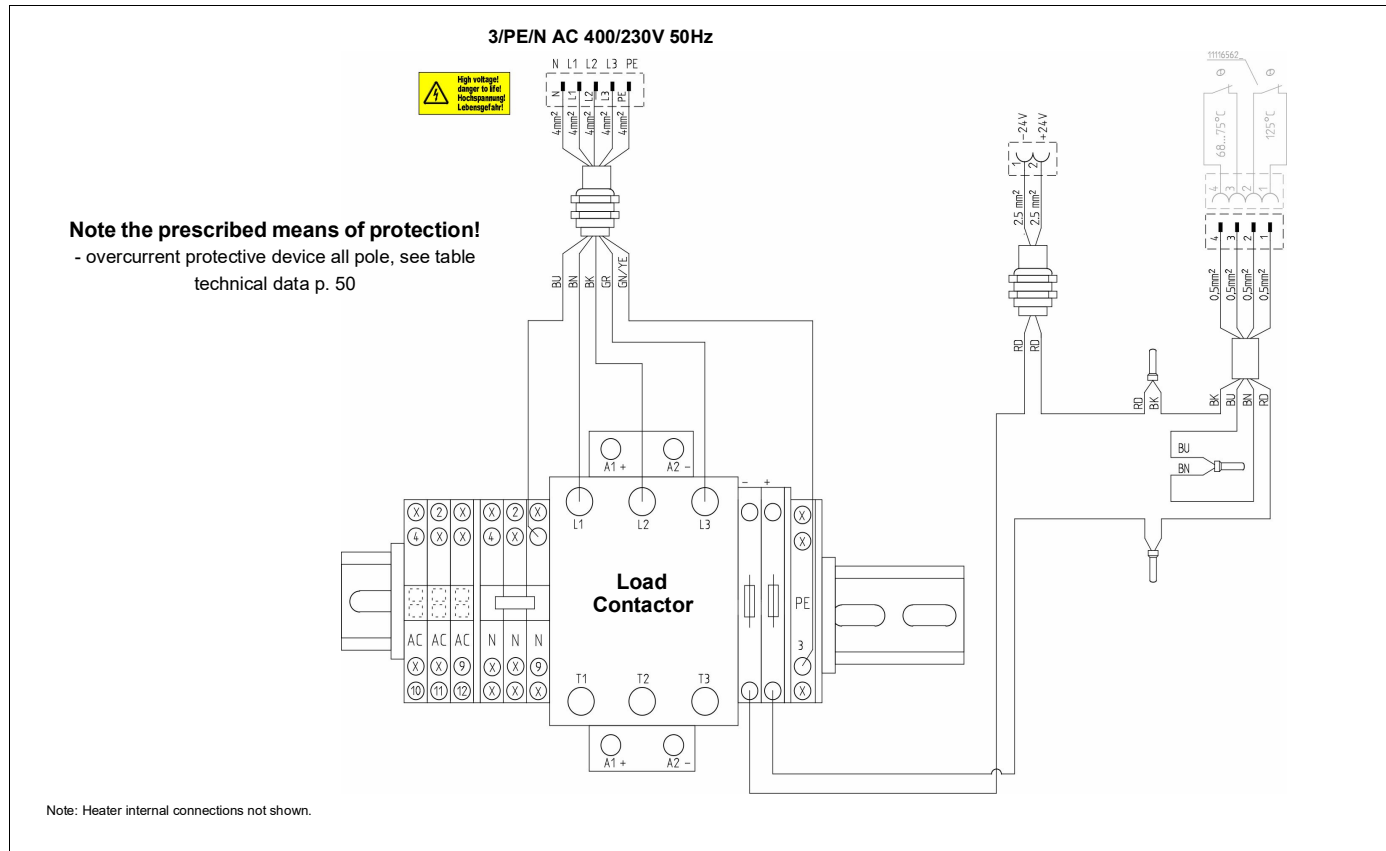 3/PE/N AC 400/230V 50Hz
High voltage!
danger to life!
Hochspannung!
Lebensgefahr!
N L1 L2 L3 PE
N L1 L2 L3 PE
4mm² 4mm² 4mm² 4mm² 4mm²
BU BN BK GR GN/YE
Note the prescribed means of protection!
- overcurrent protective device all pole, see table
technical data p. 50
-24V +24V
1 2
2.5 mm² 2.5 mm²
RD RD
11116562
θ θ
68...75°C 125°C
4 3 2 1
4 3 2 1
0,5mm² 0,5mm² 0,5mm² 0,5mm²
BK BU BN RD
RD BK
BU
BN
A1 + A2 -
L1 L2 L3
- +
X 2 X X 2 X X
4 X X 4 X X
Load
Contactor
PE
AC AC AC N N N 3
X X 9 X X 9
10 11 12 X X X X
T1 T2 T3
A1 + A2 -
Note: Heater internal connections not shown.